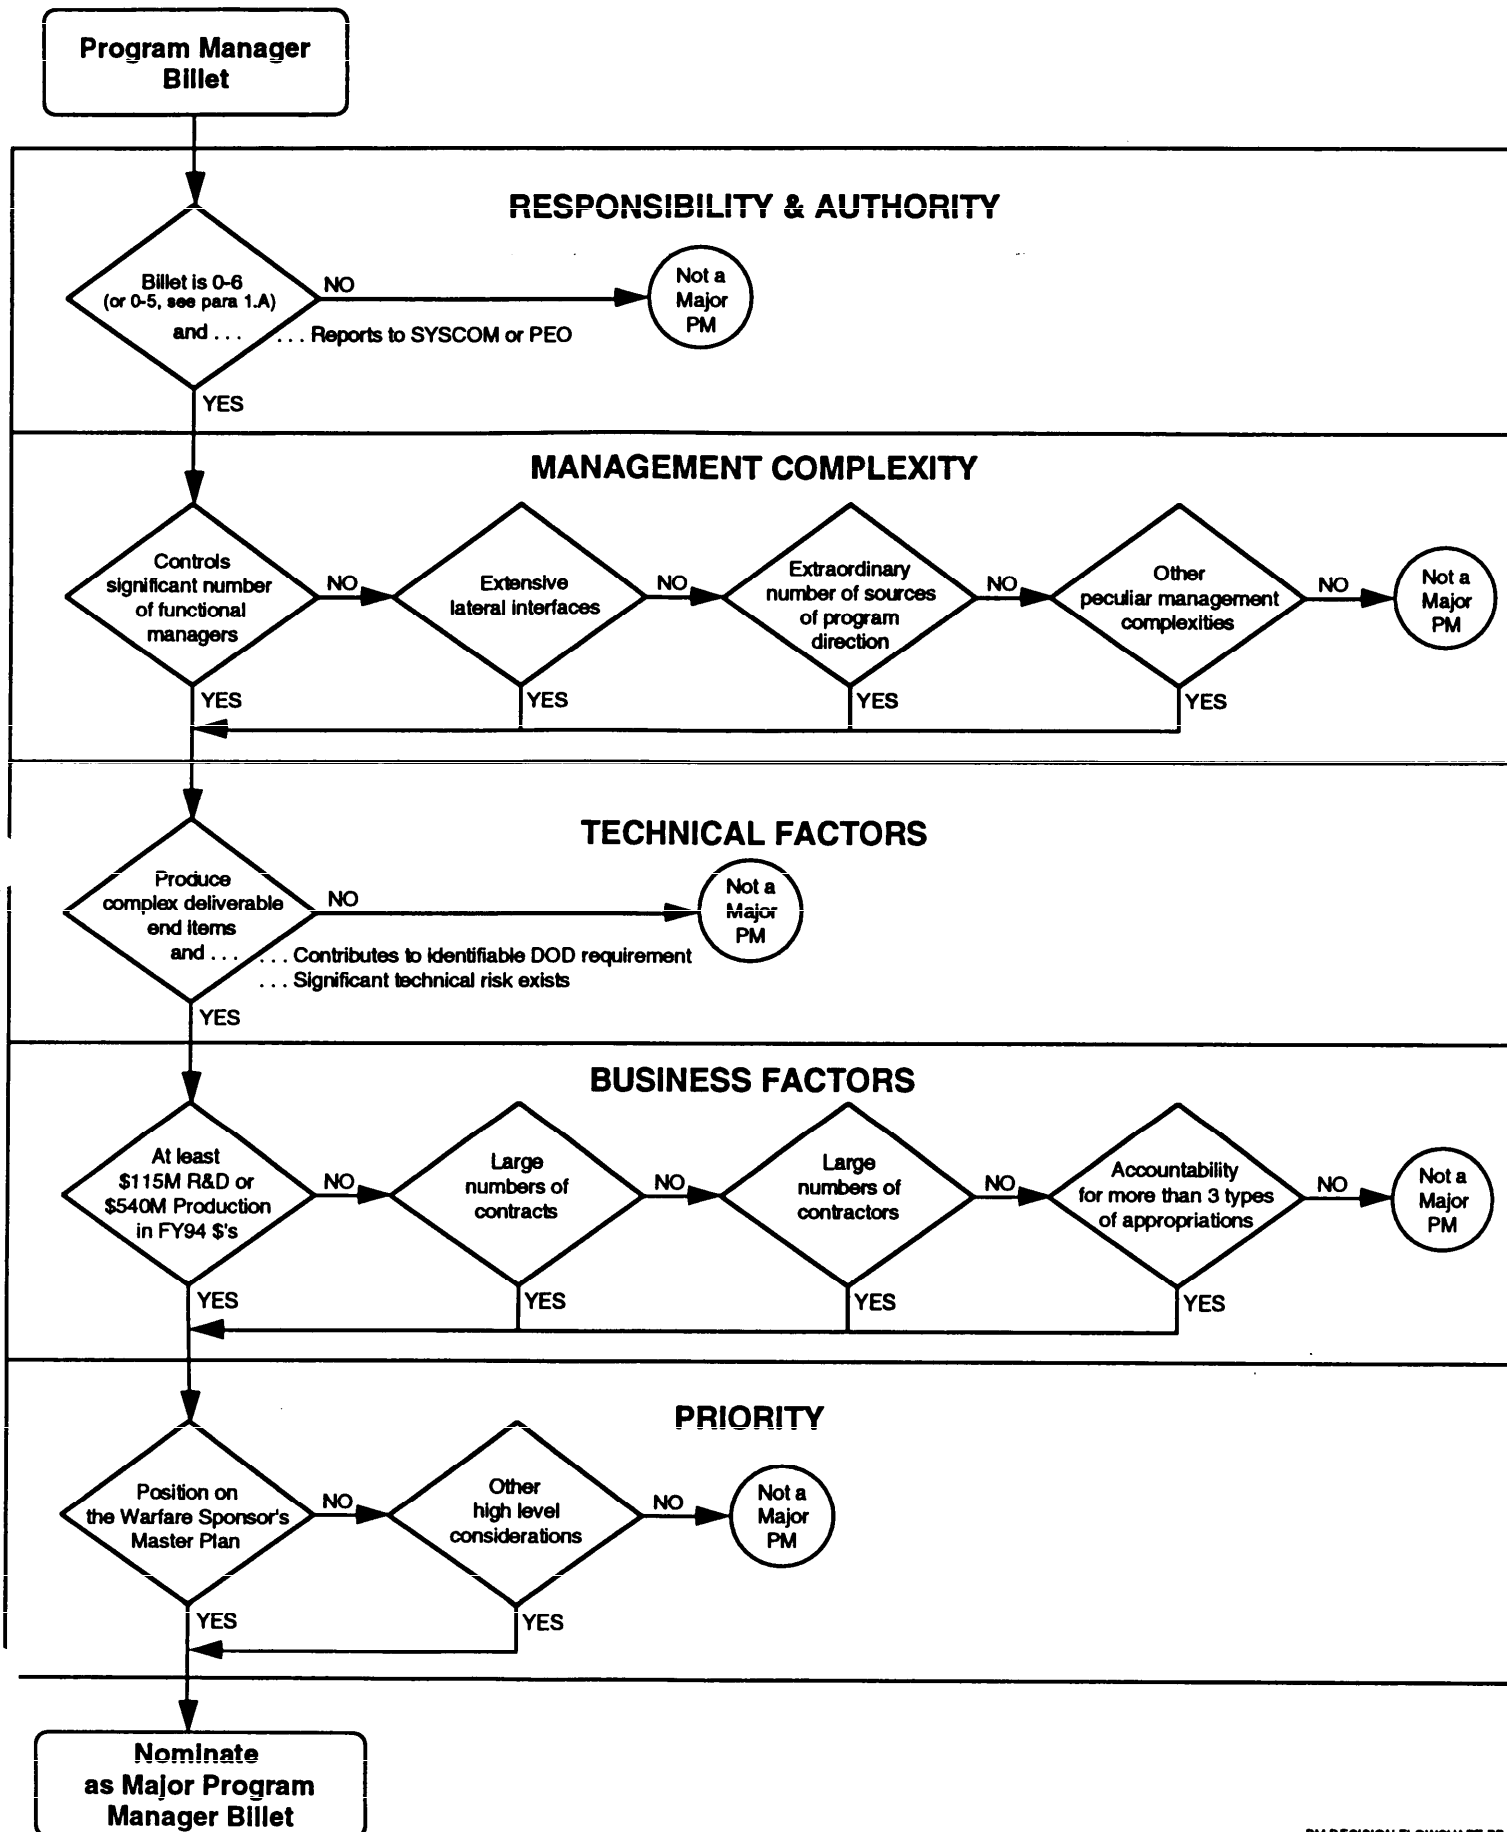 Program Manager
Billet
RESPONSIBILITY & AUTHORITY
Billet is 0-6
(or 0-5, see para 1.A)
and . . .
NO
. . . Reports to SYSCOM or PEO
Not a
Major
PM
YES
MANAGEMENT COMPLEXITY
Controls
significant number
of functional
managers
NO
Extensive
lateral interfaces
NO
Extraordinary
number of sources
of program
direction
NO
Other
peculiar management
complexities
NO
Not a
Major
PM
YES
YES
YES
YES
TECHNICAL FACTORS
Produce
complex deliverable
end items
and . . .
NO
. . . Contributes to identifiable DOD requirement
. . . Significant technical risk exists
Not a
Major
PM
YES
BUSINESS FACTORS
At least
$115M R&D or
$540M Production
in FY94 $'s
NO
Large
numbers of
contracts
NO
Large
numbers of
contractors
NO
Accountability
for more than 3 types
of appropriations
NO
Not a
Major
PM
YES
YES
YES
YES
PRIORITY
Position on
the Warfare Sponsor's
Master Plan
NO
Other
high level
considerations
NO
Not a
Major
PM
YES
YES
Nominate
as Major Program
Manager Billet